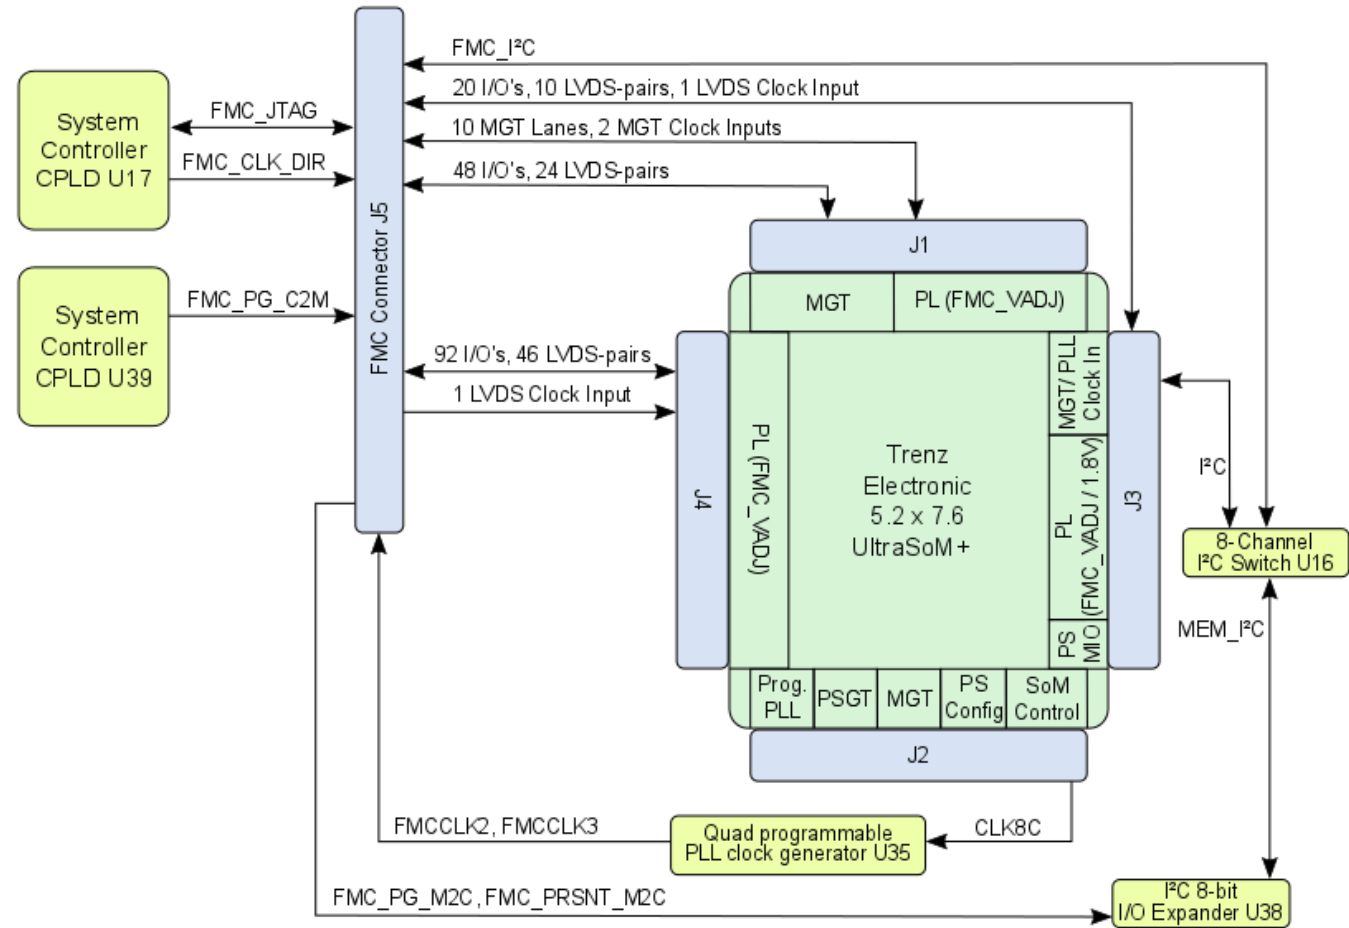 FMC_I²C
20 I/O's, 10 LVDS-pairs, 1 LVDS Clock Input
10 MGT Lanes, 2 MGT Clock Inputs
48 I/O's, 24 LVDS-pairs
System
Controller
CPLD U17
FMC_JTAG
FMC_CLK_DIR
FMC Connector J5
System
Controller
CPLD U39
FMC_PG_C2M
92 I/O's, 46 LVDS-pairs
1 LVDS Clock Input
J1
MGT
PL (FMC_VADJ)
J4
PL (FMC_VADJ)
Trenz
Electronic
5.2 x 7.6
UltraSoM+
MGT/ PLL
Clock In
PL
(FMC_VADJ / 1.8V)
PS
MIO
J3
I²C
8-Channel
I²C Switch U16
MEM_I²C
Prog.
PLL
PSGT
MGT
PS
Config
SoM
Control
J2
FMCCLK2, FMCCLK3
Quad programmable
PLL clock generator U35
CLK8C
FMC_PG_M2C, FMC_PRSNT_M2C
I²C 8-bit
I/O Expander U38